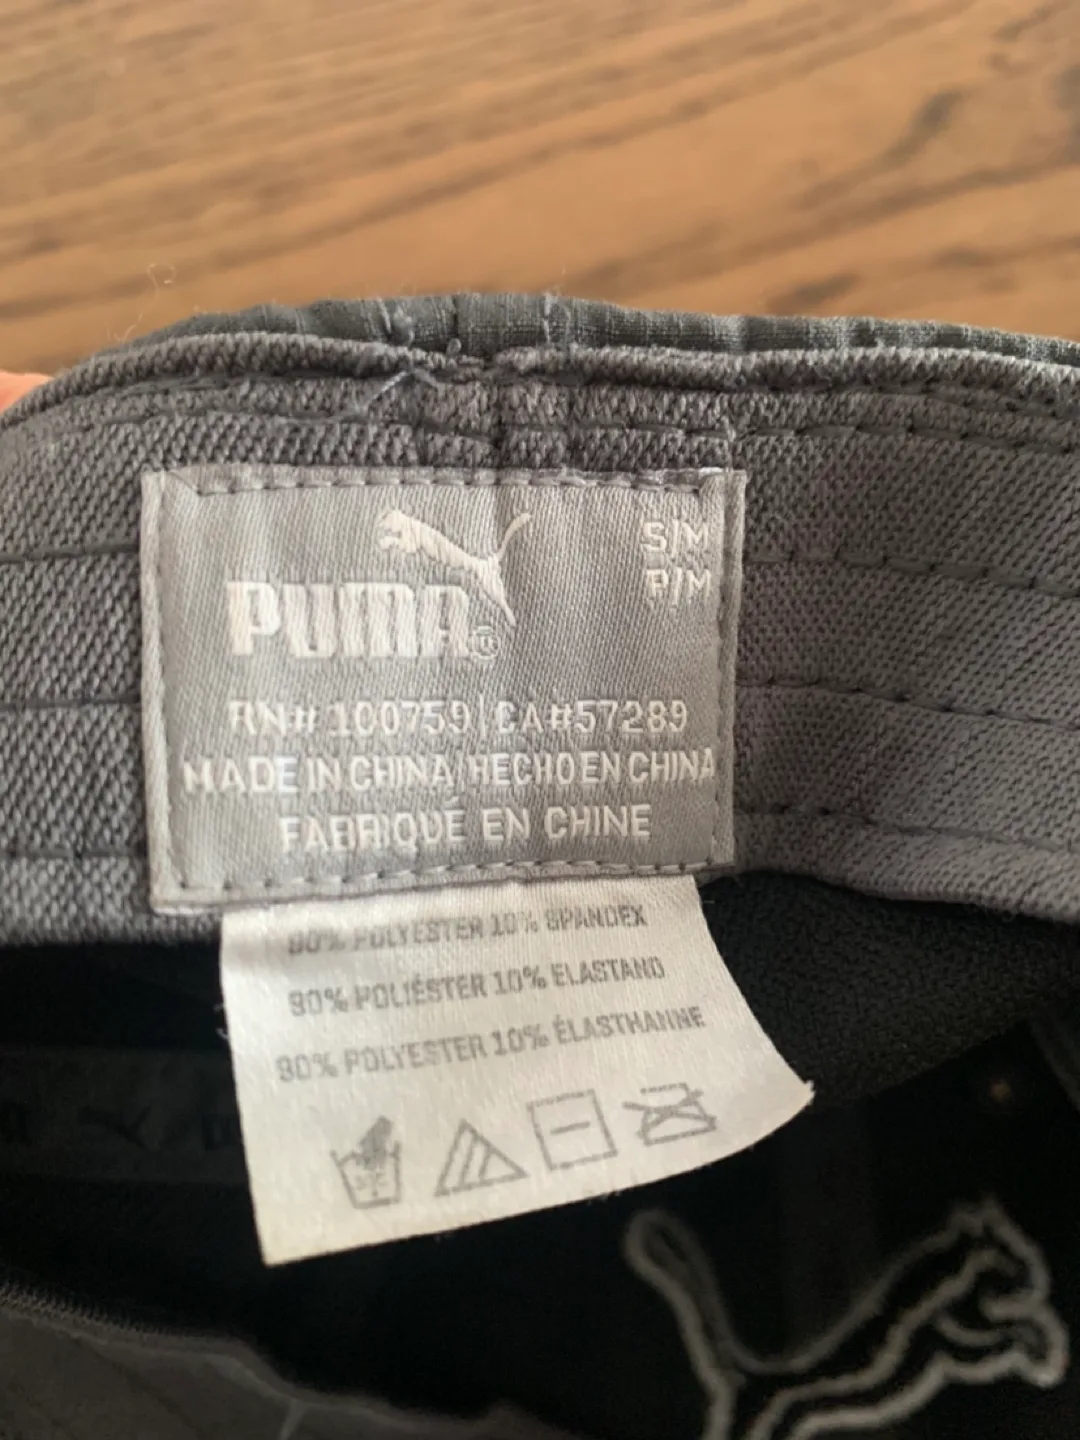 S/M
P/M
PUMA®
RN# 100759 | CA#57289
MADE IN CHINA/HECHO EN CHINA
FABRIQUÉ EN CHINE
90% POLYESTER 10% SPANDEX
90% POLIÉSTER 10% ELASTANO
90% POLYESTER 10% ÉLASTHANNE